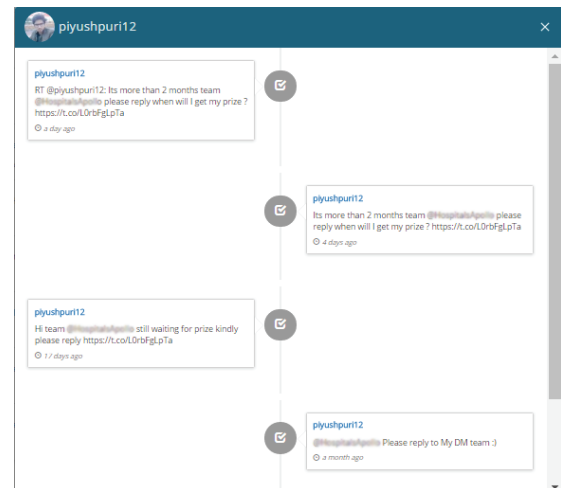 piyushpuri12
piyushpuri12
RT @piyushpuri12: Its more than 2 months team
please reply when will I get my prize ?
https://t.co/L0rbFgLpTa
a day ago
piyushpuri12
Its more than 2 months team please
reply when will I get my prize ? https://t.co/L0rbFgLpTa
4 days ago
piyushpuri12
Hi team still waiting for prize kindly
please reply https://t.co/L0rbFgLpTa
17 days ago
piyushpuri12
Please reply to My DM team :)
a month ago